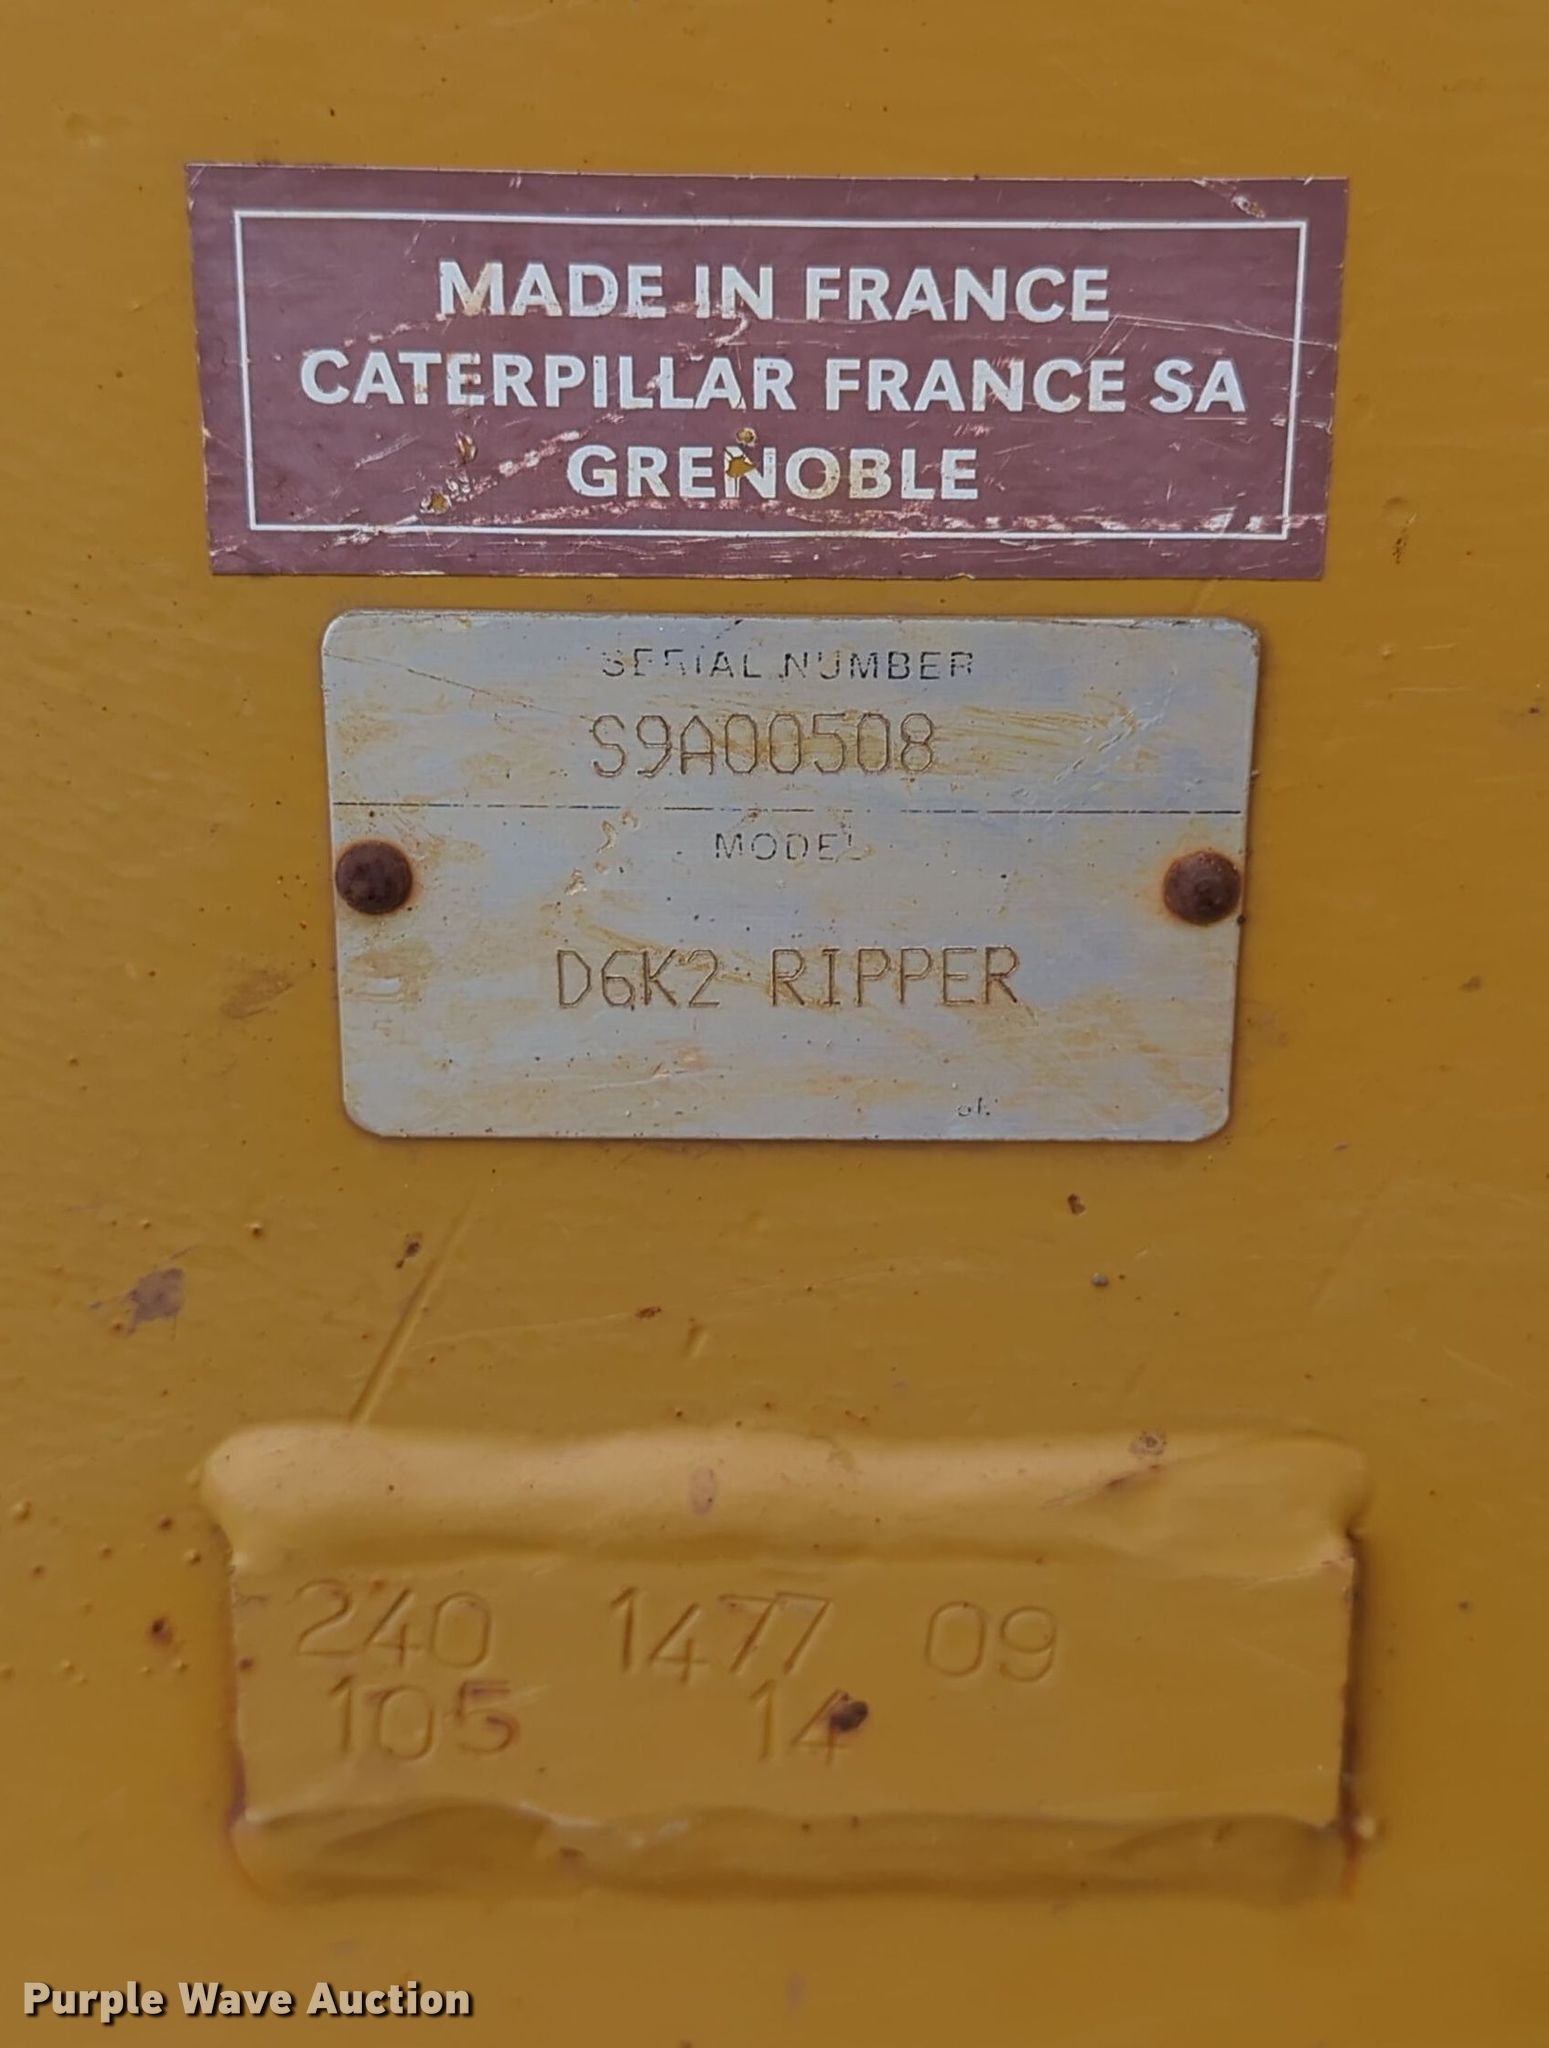 MADE IN FRANCE
CATERPILLAR FRANCE SA
GRENOBLE
SERIAL NUMBER
S9A00508
MODEL
D6K2 RIPPER
240 1477 09
105 14
Purple Wave Auction